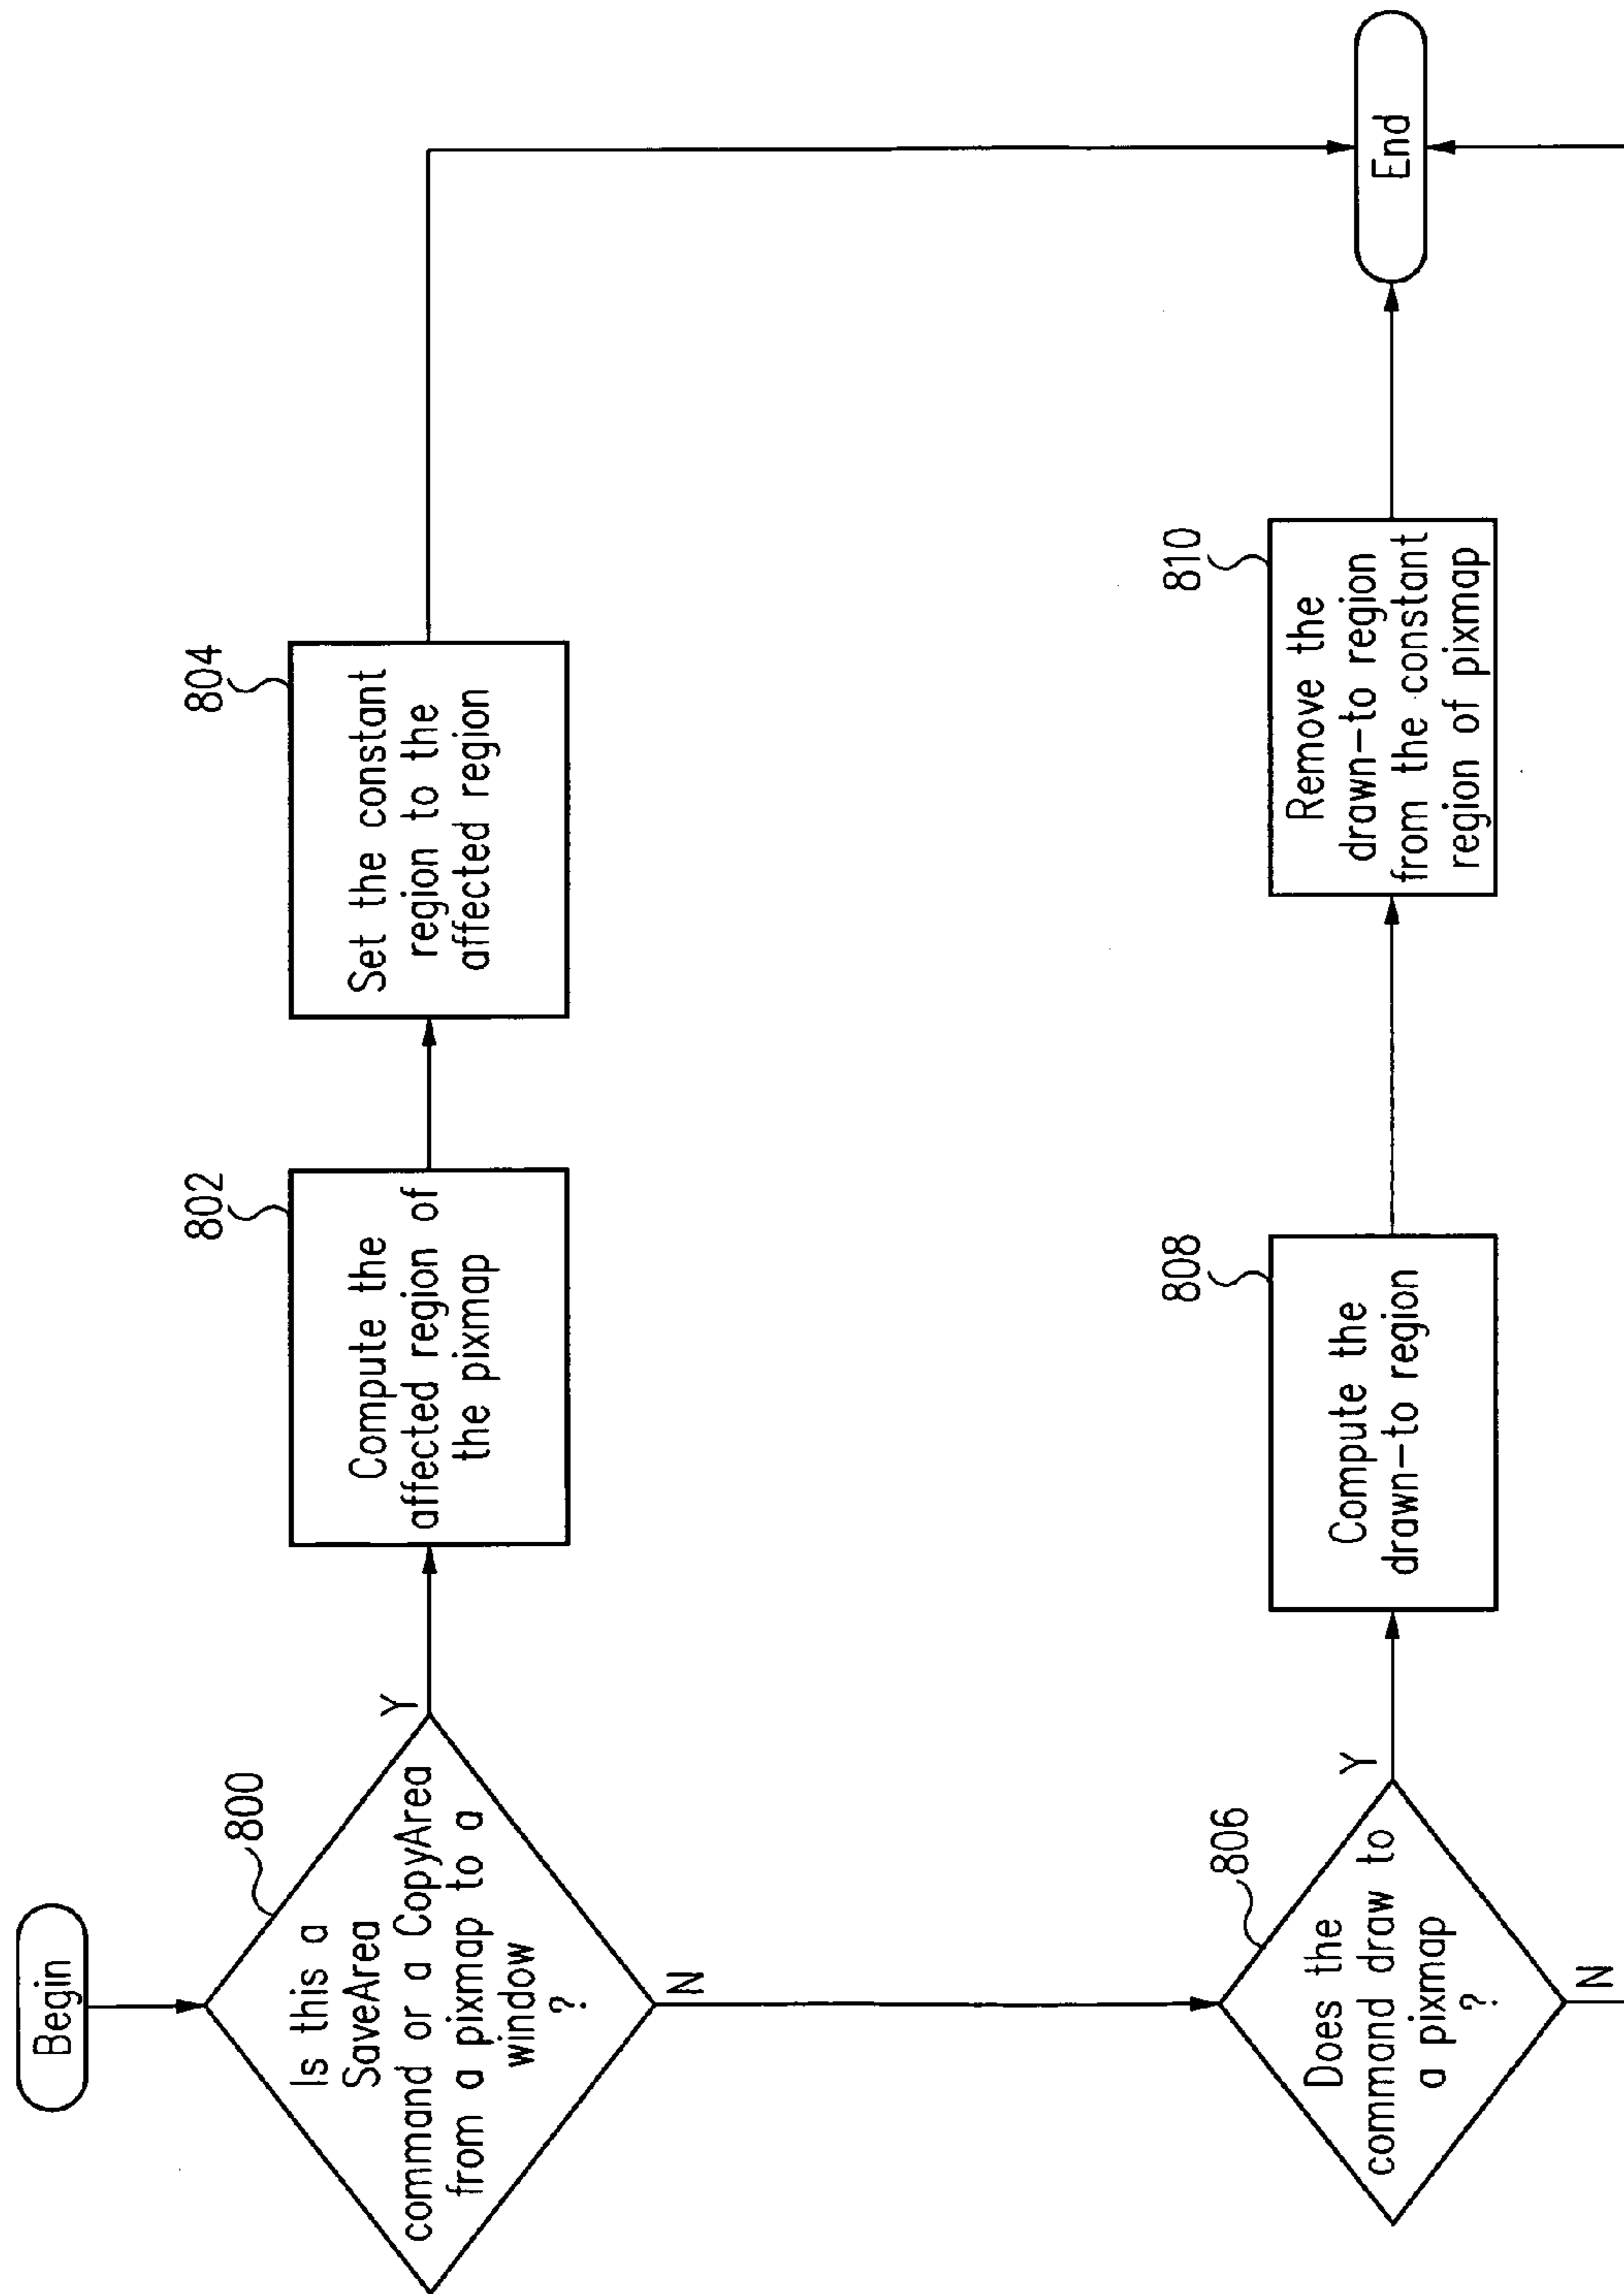 Begin
800
Is this a
SaveArea
command or a CopyArea
from a pixmap to a
window
?
Y
N
802
Compute the
affected region of
the pixmap
804
Set the constant
region to the
affected region
806
Does the
command draw to
a pixmap
?
Y
N
808
Compute the
drawn-to region
810
Remove the
drawn-to region
from the constant
region of pixmap
End